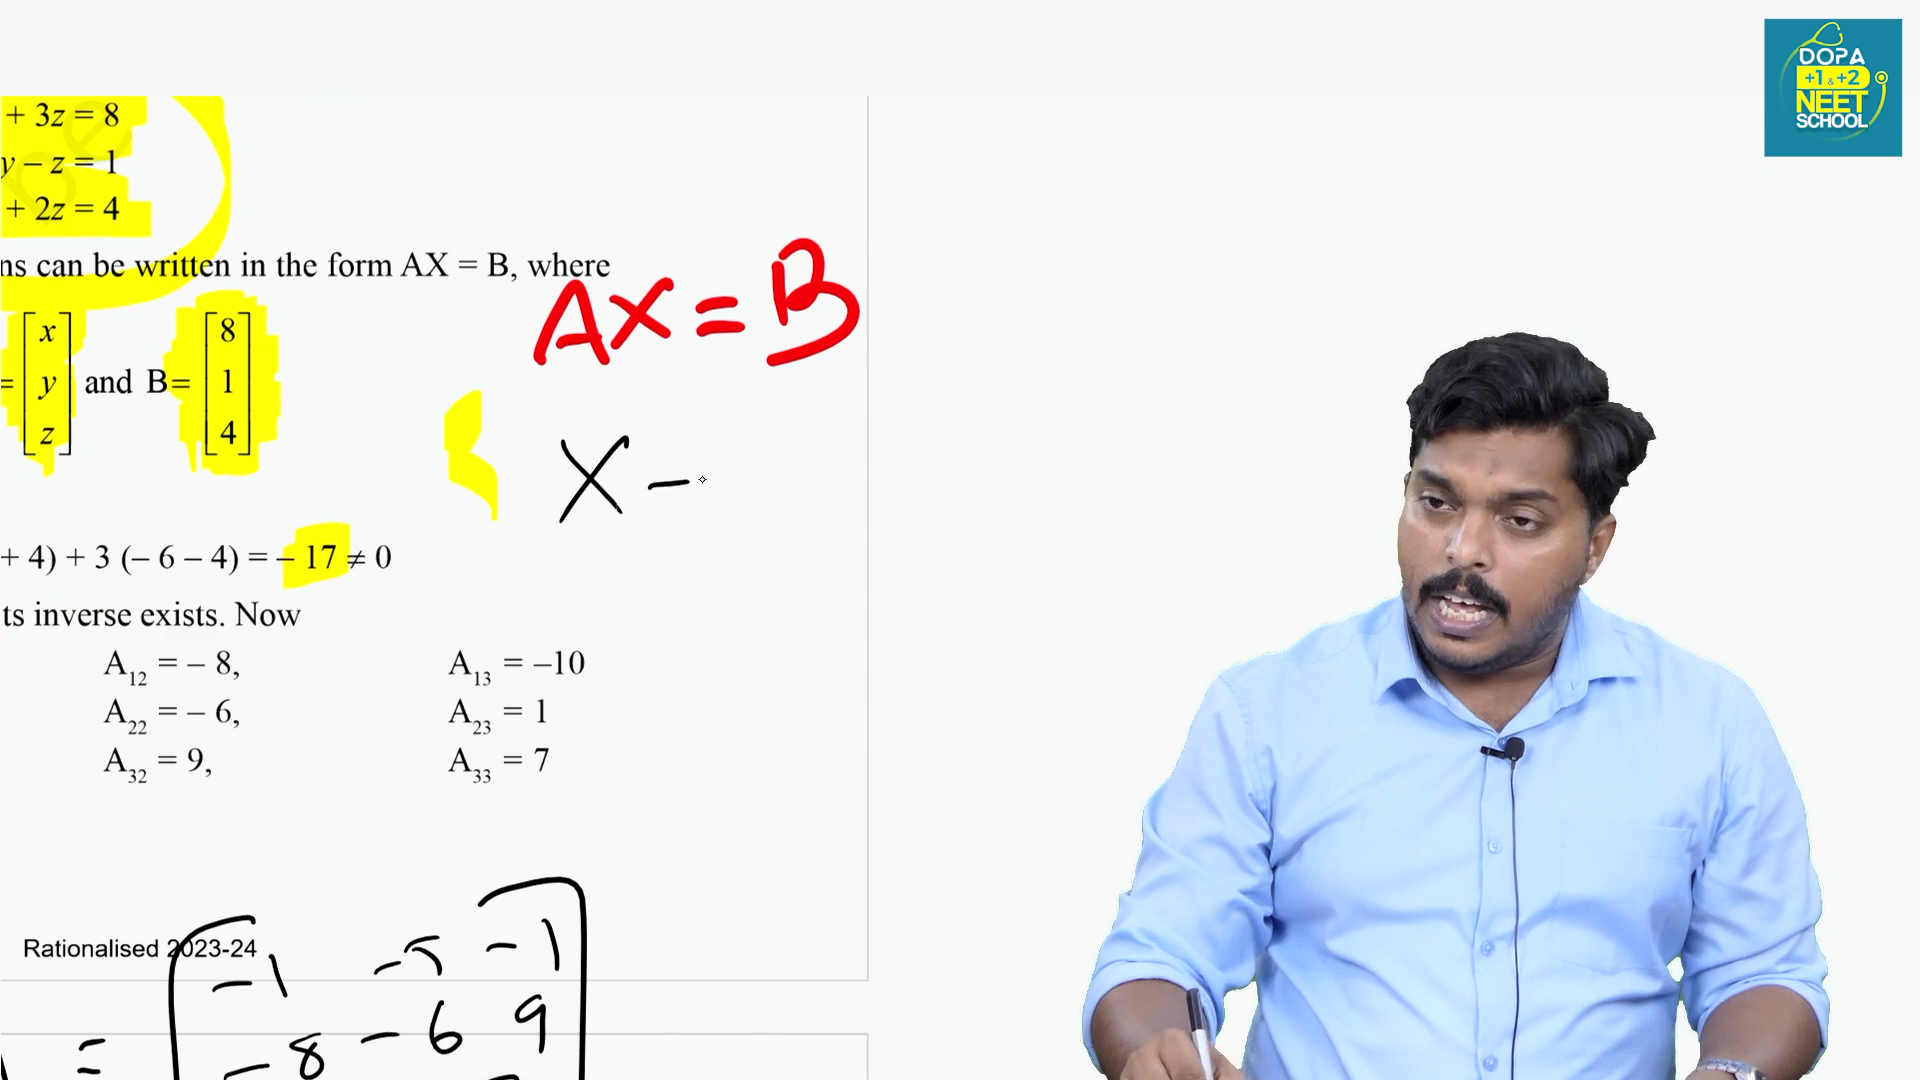 DOPA
+1 & +2
NEET
SCHOOL
+ 3z = 8
y – z = 1
+ 2z = 4
ns can be written in the form AX = B, where
AX = B
= [x y z] and B= [8 1 4]
X –
+ 4) + 3 (– 6 – 4) = – 17 ≠ 0
ts inverse exists. Now
A12 = – 8, A13 = –10
A22 = – 6, A23 = 1
A32 = 9, A33 = 7
Rationalised 2023-24
-1 -5 -1
= -8 -6 9